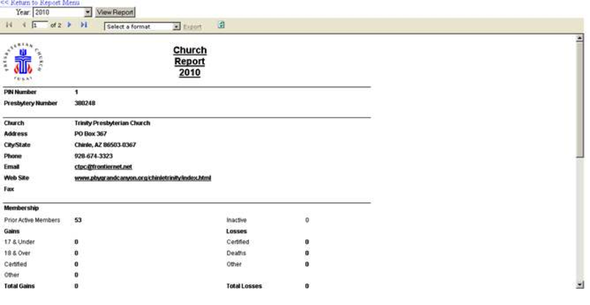 << Return to Report Menu
Year 2010 View Report
1 of 2 Select a format Export
Church
Report
2010
PIN Number 1
Presbytery Number 380248
Church Trinity Presbyterian Church
Address PO Box 367
City/State Chinle, AZ 86503-0367
Phone 928-674-3323
Email ctpc@frontiernet.net
Web Site www.pbygrandcanyon.org/chinletrinity/index.html
Fax
Membership
Prior Active Members 53 Inactive 0
Gains Losses
17 & Under 0 Certified 0
18 & Over 0 Deaths 0
Certified 0 Other 0
Other 0
Total Gains 0 Total Losses 0